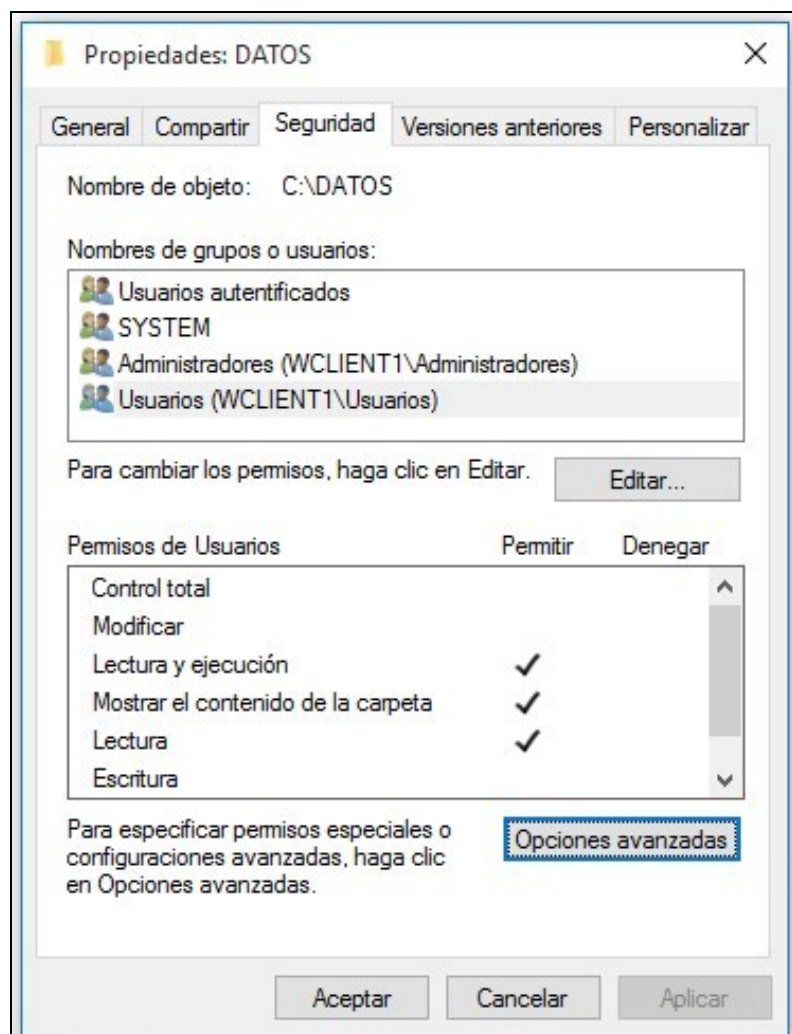 Propiedades: DATOS
General Compartir Seguridad Versiones anteriores Personalizar
Nombre de objeto: C:\DATOS
Nombres de grupos o usuarios:
Usuarios autentificados
SYSTEM
Administradores (WCLIENT1\Administradores)
Usuarios (WCLIENT1\Usuarios)
Para cambiar los permisos, haga clic en Editar. Editar...
Permisos de Usuarios Permitir Denegar
Control total
Modificar
Lectura y ejecución
Mostrar el contenido de la carpeta
Lectura
Escritura
Para especificar permisos especiales o
configuraciones avanzadas, haga clic
en Opciones avanzadas.
Opciones avanzadas
Aceptar Cancelar Aplicar